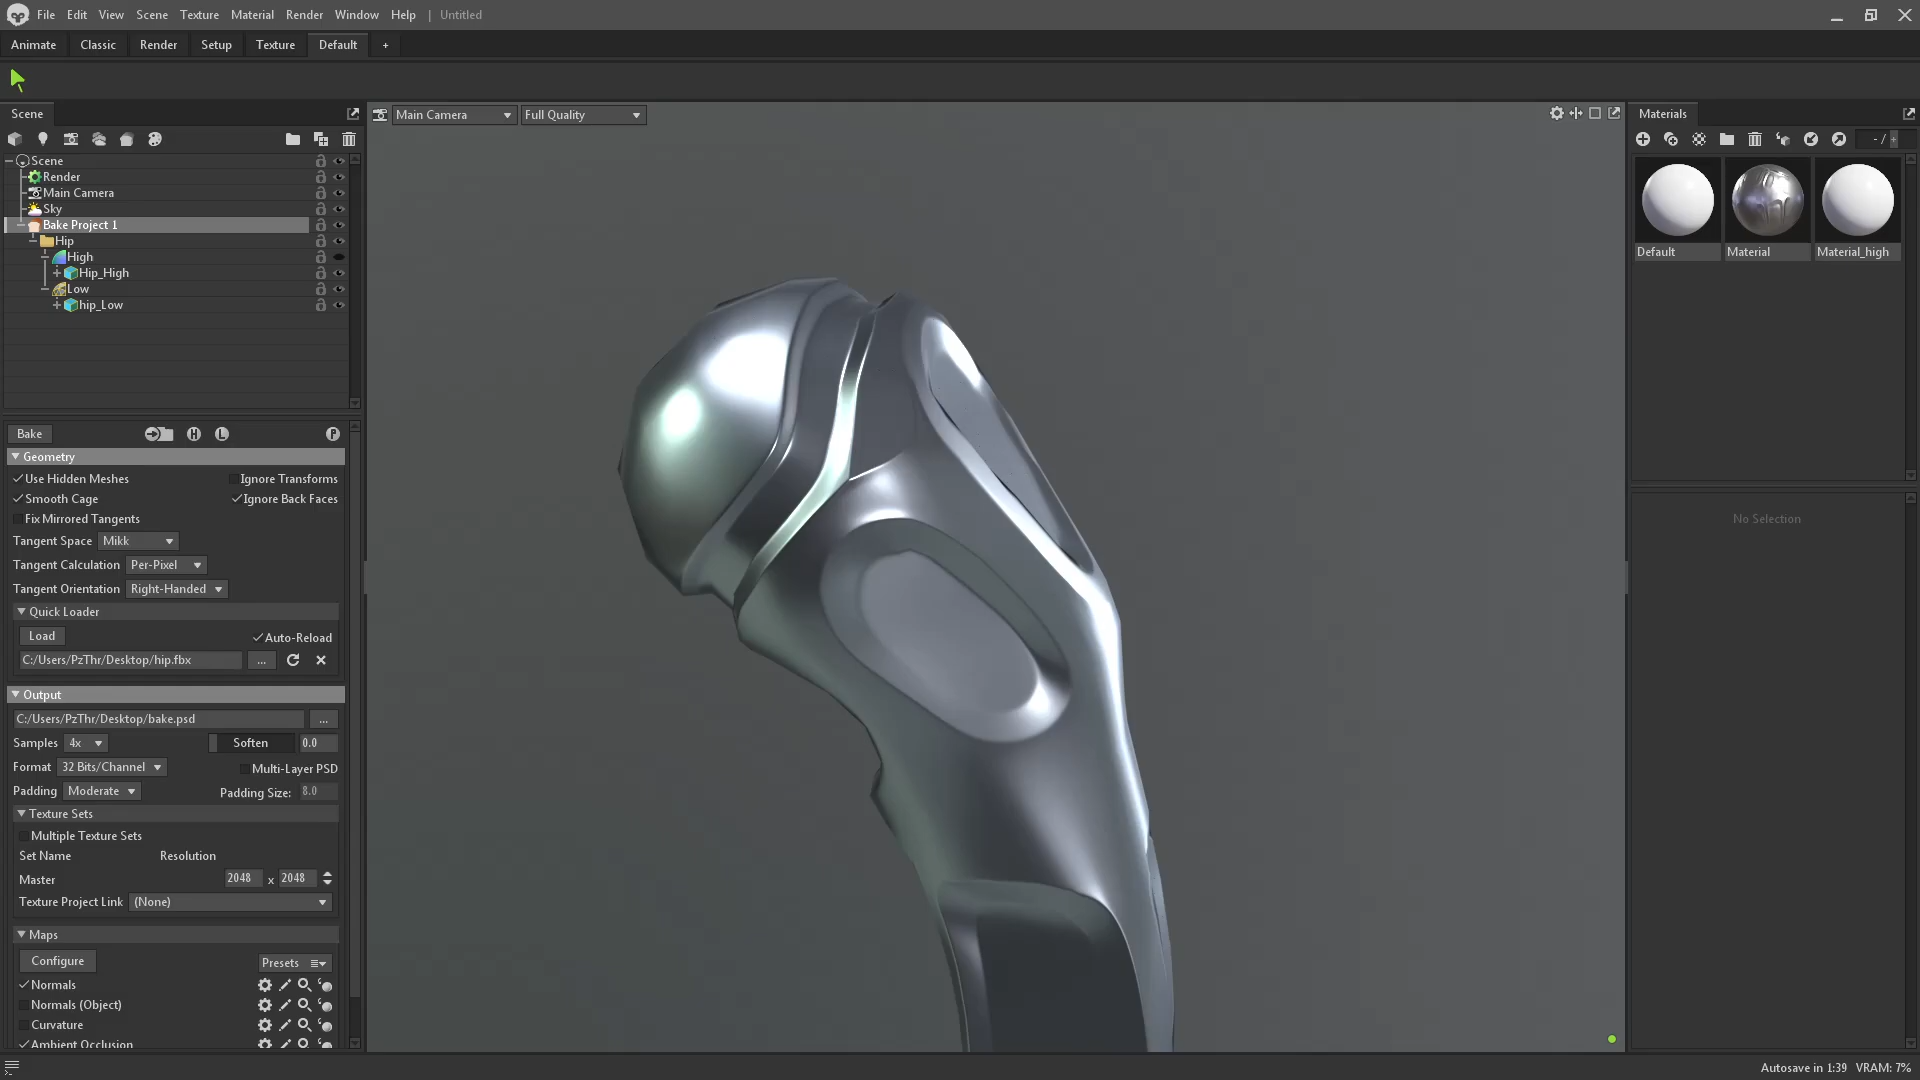 File Edit View Scene Texture Material Render Window Help | Untitled
Animate Classic Render Setup Texture Default +
Scene
Main Camera Full Quality
Materials
- / +
Scene
Render
Main Camera
Sky
Bake Project 1
Hip
High
Hip_High
Low
hip_Low
Default Material Material_high
Bake H L P
Geometry
Use Hidden Meshes Ignore Transforms
Smooth Cage Ignore Back Faces
Fix Mirrored Tangents
Tangent Space Mikk
Tangent Calculation Per-Pixel
Tangent Orientation Right-Handed
Quick Loader
Load Auto-Reload
C:/Users/PzThr/Desktop/hip.fbx ...
Output
C:/Users/PzThr/Desktop/bake.psd ...
Samples 4x Soften 0.0
Format 32 Bits/Channel Multi-Layer PSD
Padding Moderate Padding Size: 8.0
Texture Sets
Multiple Texture Sets
Set Name Resolution
Master 2048 x 2048
Texture Project Link (None)
Maps
Configure Presets
Normals
Normals (Object)
Curvature
Ambient Occlusion
No Selection
Autosave in 1:39 VRAM: 7%